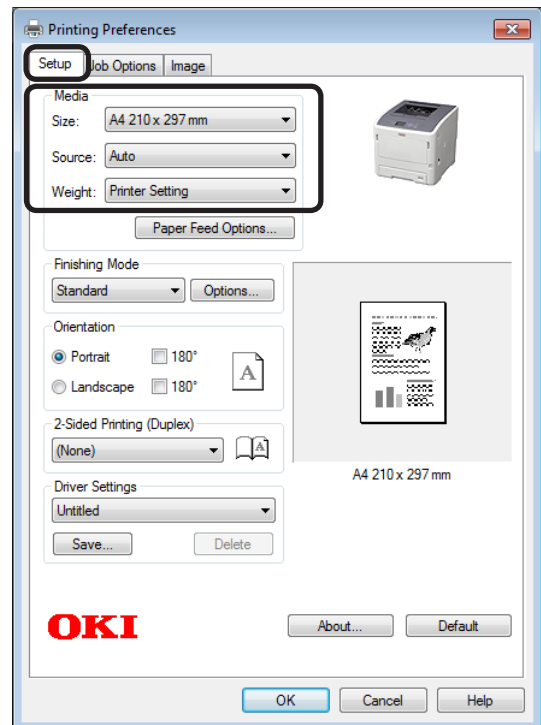 Printing Preferences
Setup Job Options Image
Media
Size: A4 210 x 297 mm
Source: Auto
Weight: Printer Setting
Paper Feed Options...
Finishing Mode
Standard Options...
Orientation
Portrait 180°
Landscape 180°
A
2-Sided Printing (Duplex)
(None)
A
A4 210 x 297 mm
Driver Settings
Untitled
Save... Delete
OKI
About... Default
OK Cancel Help